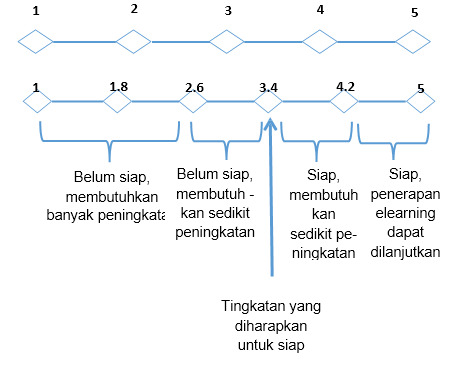 1 2 3 4 5
1 1.8 2.6 3.4 4.2 5
Belum siap,
membutuhkan
banyak peningkata
Belum siap,
membutuh -
kan sedikit
peningkatan
Siap,
membutuh
kan
sedikit pe-
ningkatan
Siap,
penerapan
elearning
dapat
dilanjutkan
Tingkatan yang
diharapkan
untuk siap